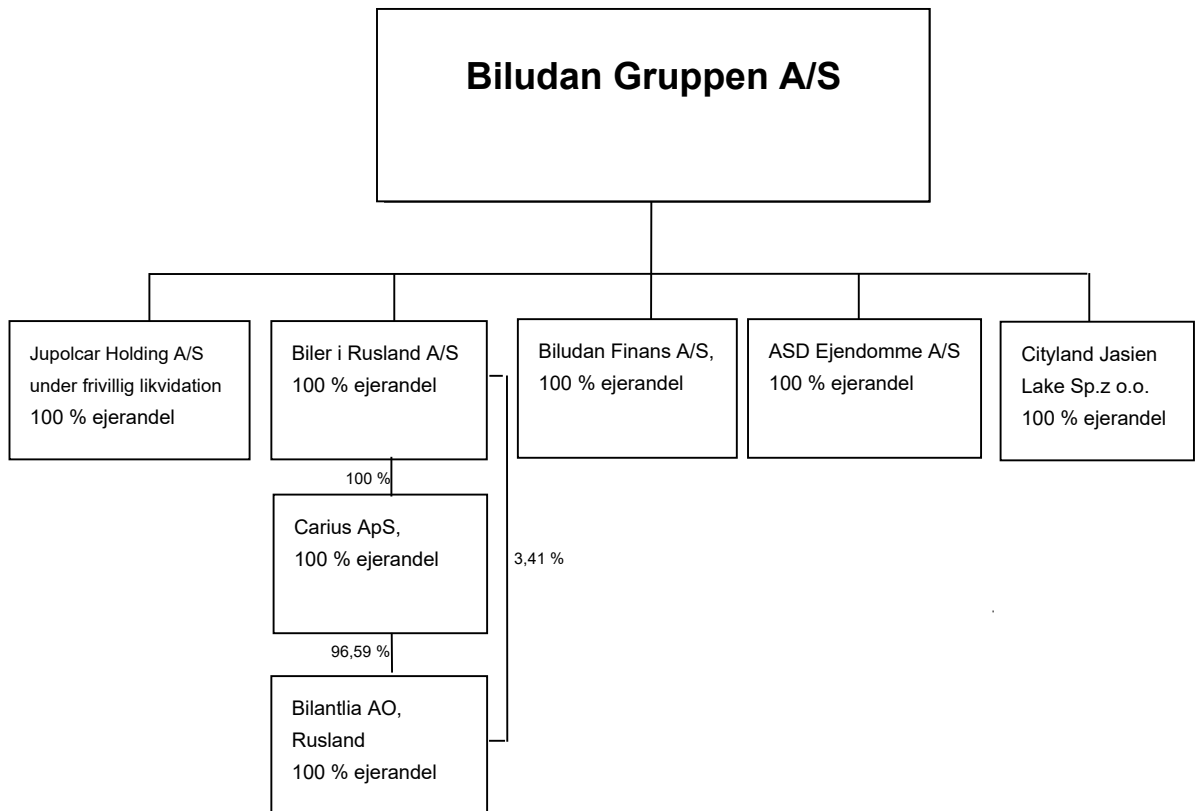 Biludan Gruppen A/S
Jupolcar Holding A/S
under frivillig likvidation
100 % ejerandel
Biler i Rusland A/S
100 % ejerandel
Biludan Finans A/S,
100 % ejerandel
ASD Ejendomme A/S
100 % ejerandel
Cityland Jasien
Lake Sp.z o.o.
100 % ejerandel
100 %
Carius ApS,
100 % ejerandel
3,41 %
96,59 %
Bilantlia AO,
Rusland
100 % ejerandel